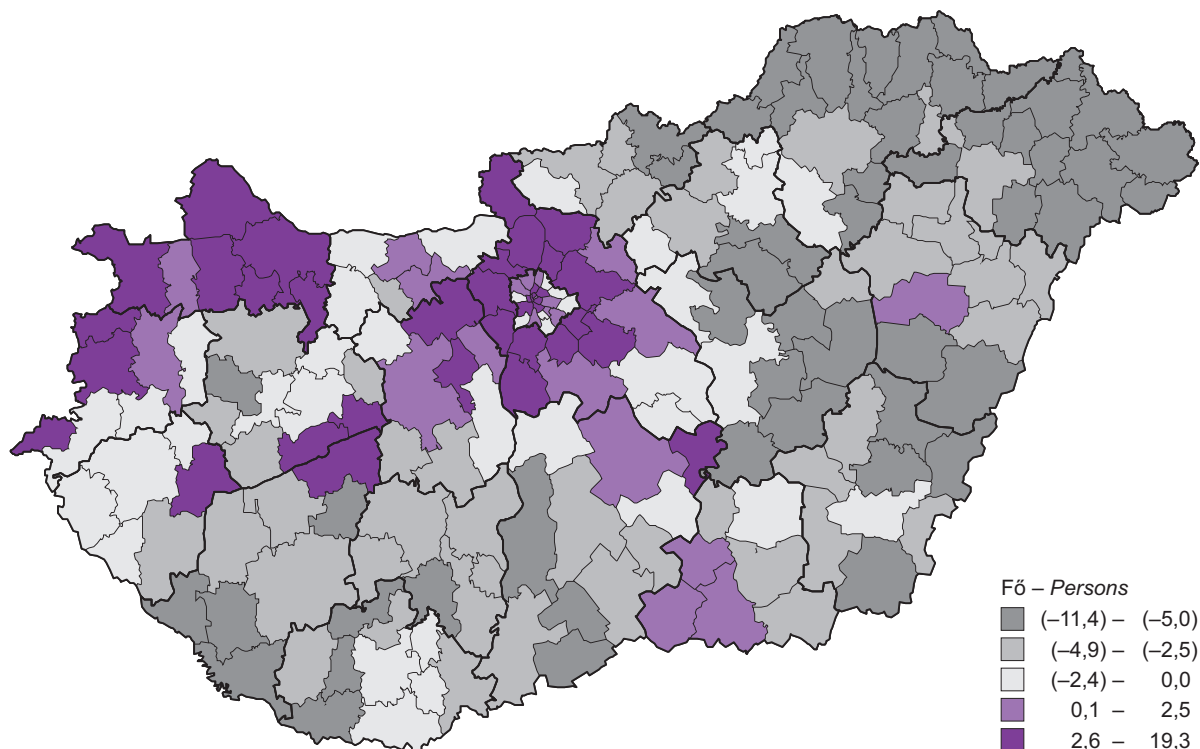 Fő – Persons
(–11,4) – (–5,0)
(–4,9) – (–2,5)
(–2,4) – 0,0
0,1 – 2,5
2,6 – 19,3